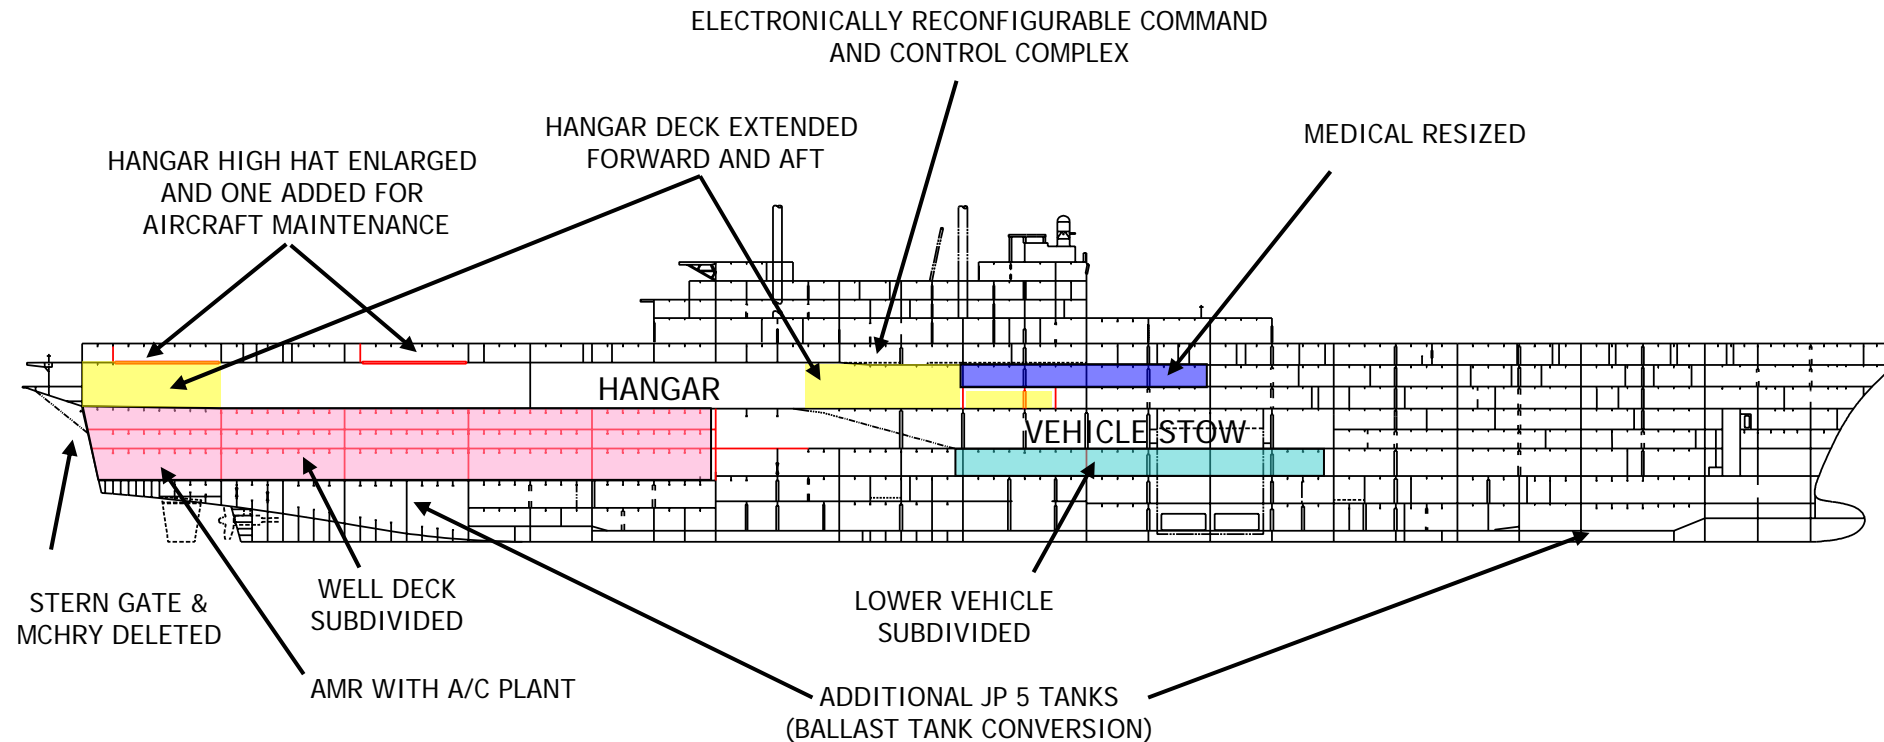 ELECTRONICALLY RECONFIGURABLE COMMAND
AND CONTROL COMPLEX
HANGAR DECK EXTENDED
FORWARD AND AFT
MEDICAL RESIZED
HANGAR HIGH HAT ENLARGED
AND ONE ADDED FOR
AIRCRAFT MAINTENANCE
HANGAR
VEHICLE STOW
STERN GATE &
MCHRY DELETED
WELL DECK
SUBDIVIDED
LOWER VEHICLE
SUBDIVIDED
AMR WITH A/C PLANT
ADDITIONAL JP 5 TANKS
(BALLAST TANK CONVERSION)